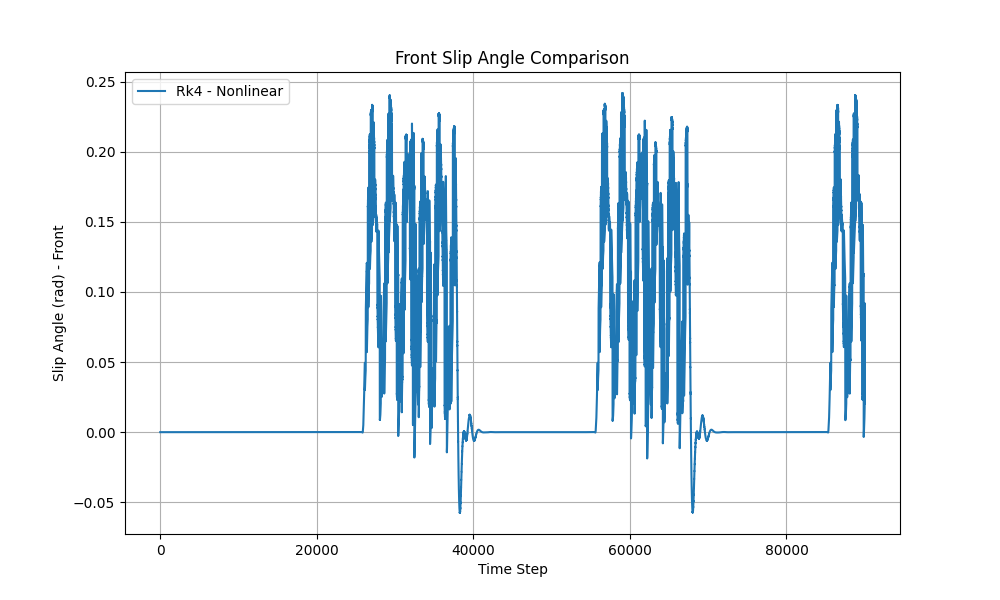 Front Slip Angle Comparison
Rk4 - Nonlinear
Slip Angle (rad) - Front
0.25
0.20
0.15
0.10
0.05
0.00
−0.05
0 20000 40000 60000 80000
Time Step